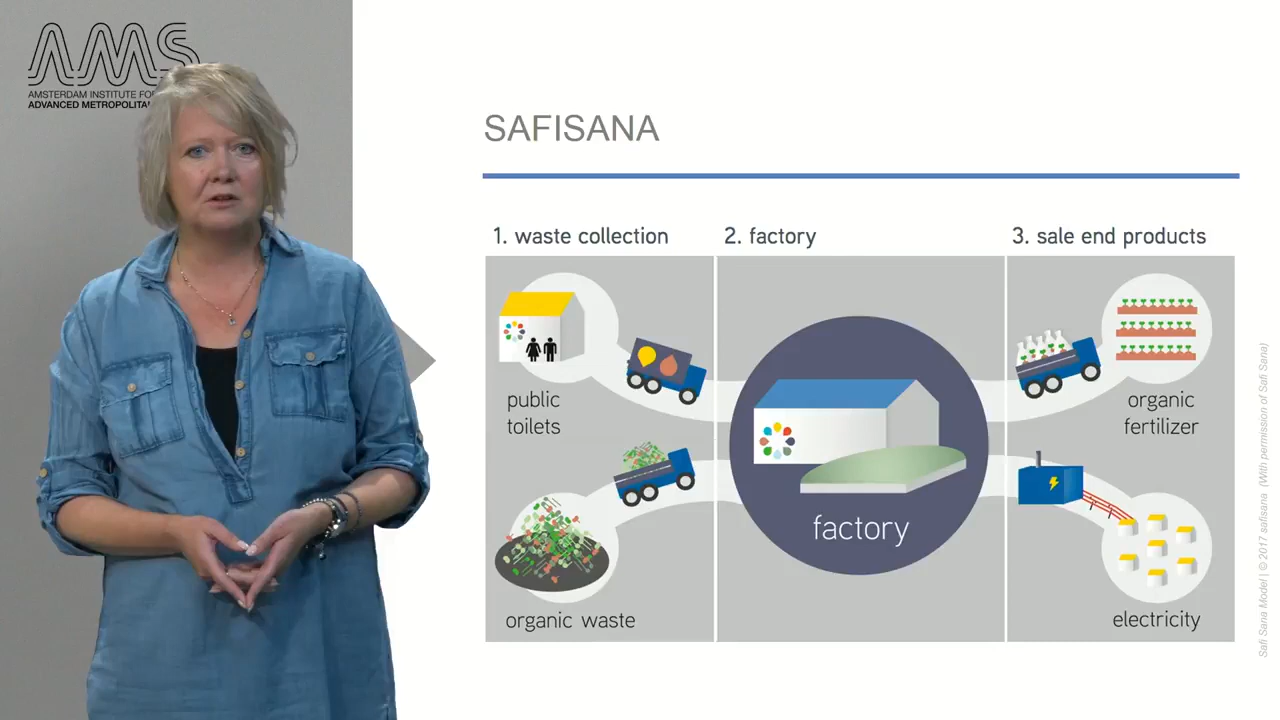 AMS
AMSTERDAM INSTITUTE FOR
ADVANCED METROPOLITA
SAFISANA
1. waste collection
2. factory
3. sale end products
public
toilets
organic
fertilizer
factory
organic waste
electricity
Safi Sana Model | © 2017 safisana (With permission of Safi Sana)